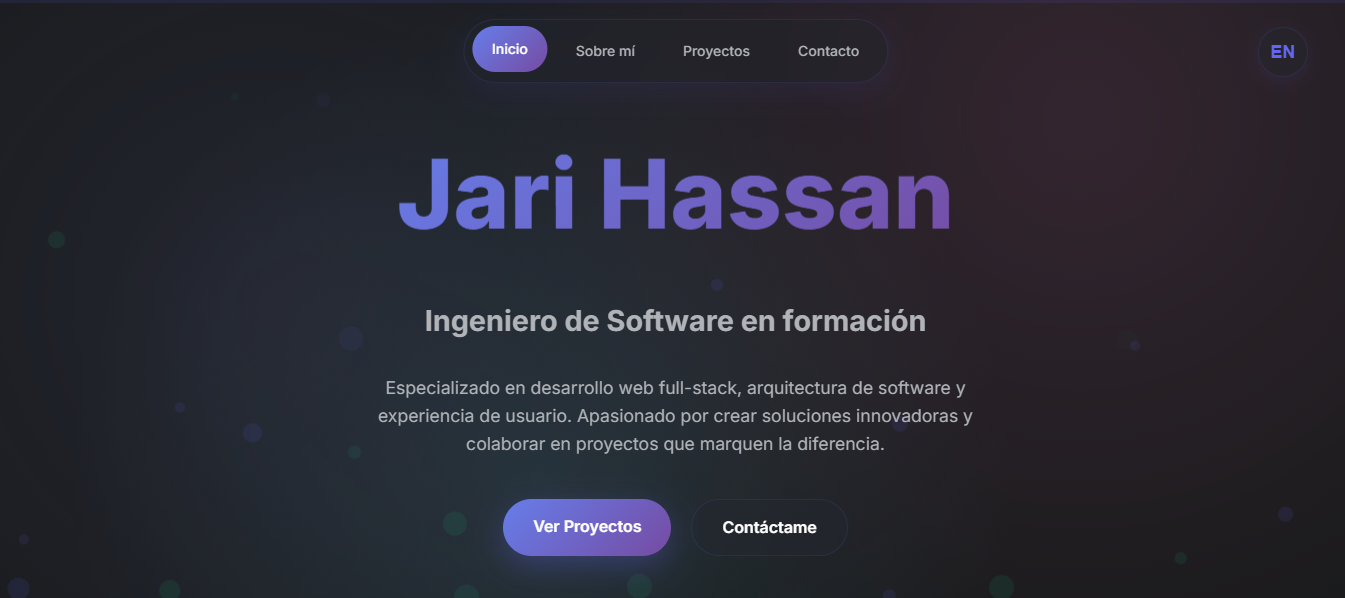 Inicio
Sobre mí
Proyectos
Contacto
EN
Jari Hassan
Ingeniero de Software en formación
Especializado en desarrollo web full-stack, arquitectura de software y
experiencia de usuario. Apasionado por crear soluciones innovadoras y
colaborar en proyectos que marquen la diferencia.
Ver Proyectos
Contáctame